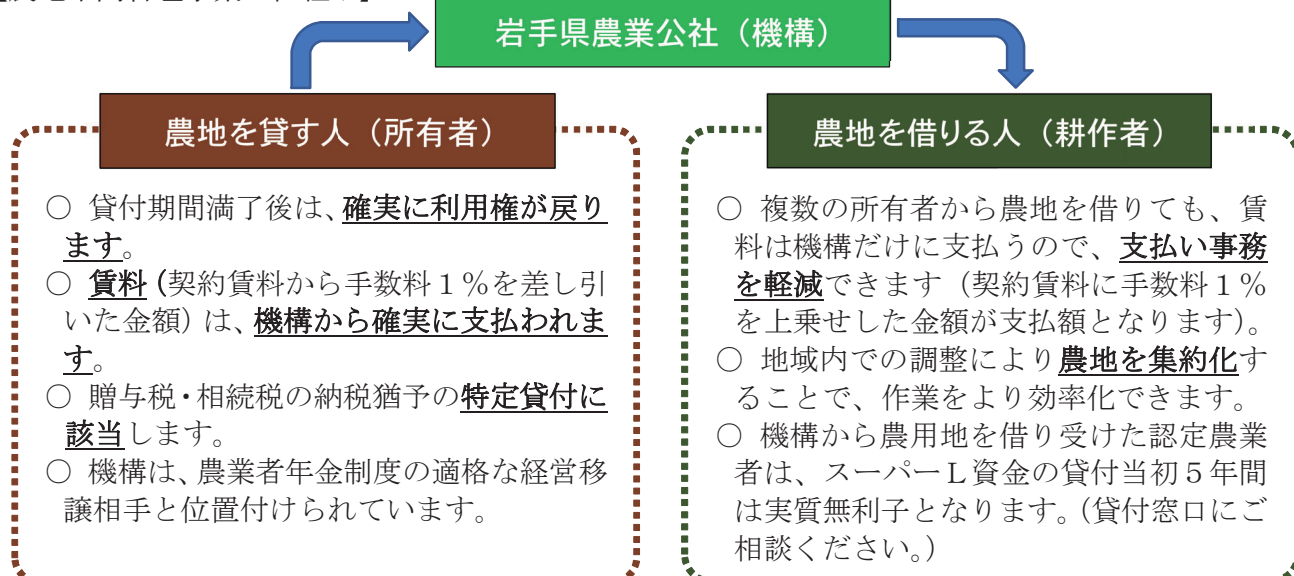 岩手県農業公社（機構）
農地を貸す人（所有者）
○ 貸付期間満了後は、確実に利用権が戻り
ます。
○ 賃料（契約賃料から手数料１％を差し引
いた金額）は、機構から確実に支払われま
す。
○ 贈与税・相続税の納税猶予の特定貸付に
該当します。
○ 機構は、農業者年金制度の適格な経営移
譲相手と位置付けられています。
農地を借りる人（耕作者）
○ 複数の所有者から農地を借りても、賃
料は機構だけに支払うので、支払い事務
を軽減できます（契約賃料に手数料１％
を上乗せした金額が支払額となります）。
○ 地域内での調整により農地を集約化す
ることで、作業をより効率化できます。
○ 機構から農用地を借り受けた認定農業
者は、スーパーＬ資金の貸付当初５年間
は実質無利子となります。（貸付窓口にご
相談ください。）